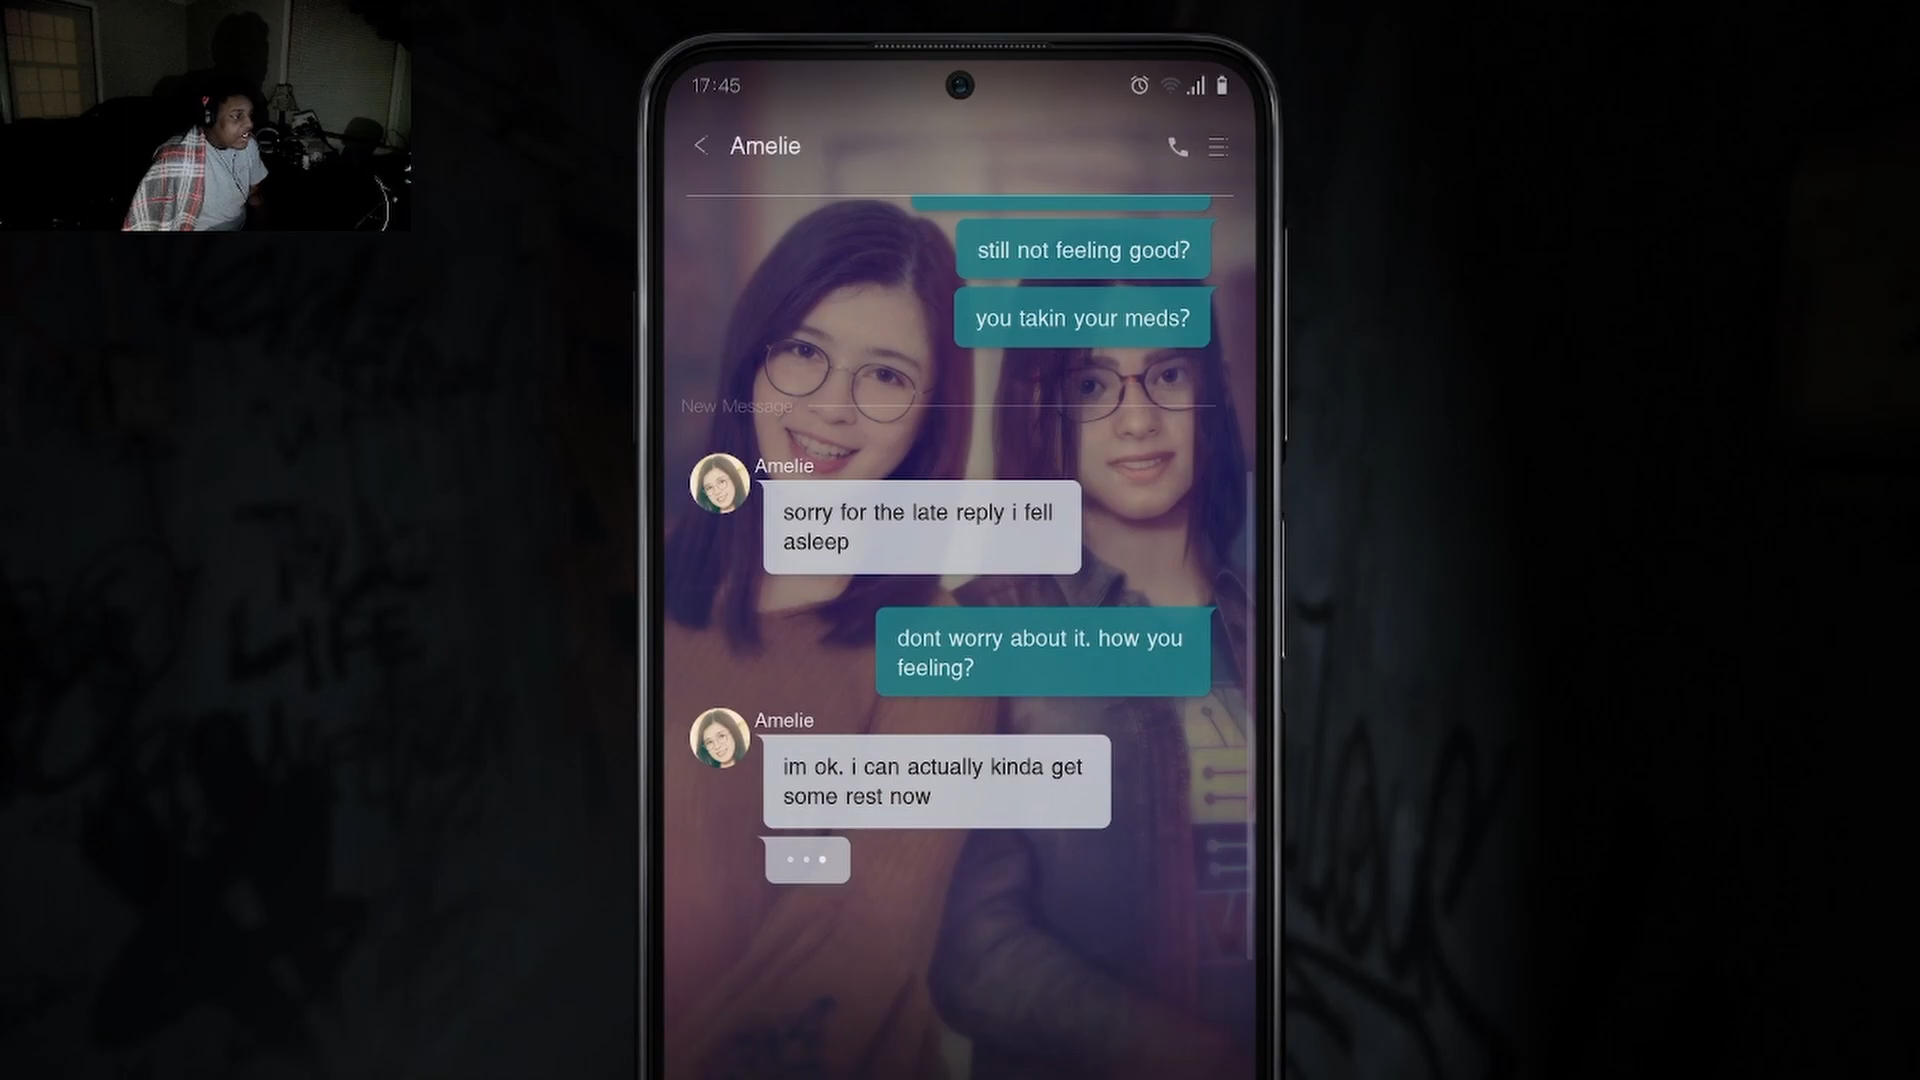 17:45
Amelie
still not feeling good?
you takin your meds?
New Message
Amelie
sorry for the late reply i fell
asleep
dont worry about it. how you
feeling?
Amelie
im ok. i can actually kinda get
some rest now
LIFE